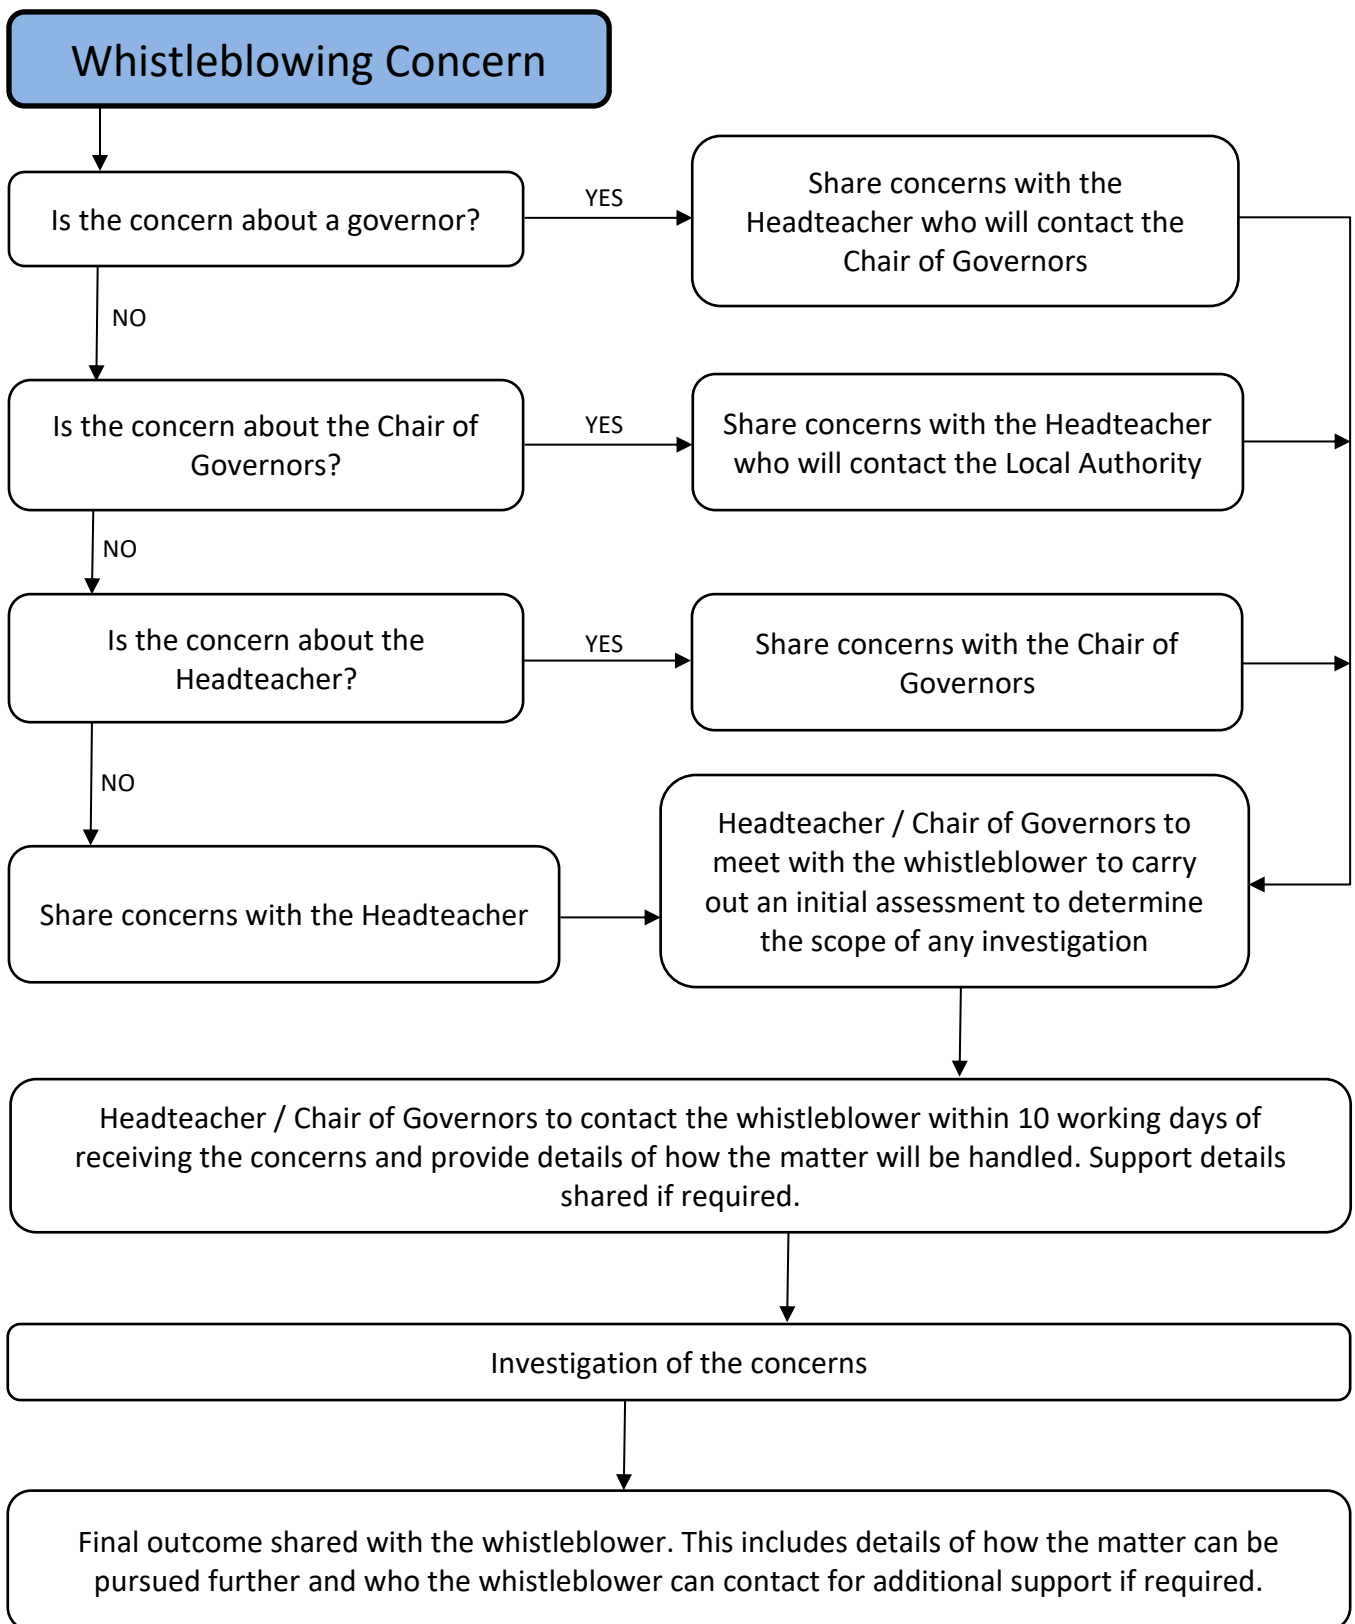 Whistleblowing Concern
Is the concern about a governor?
YES
Share concerns with the
Headteacher who will contact the
Chair of Governors
NO
Is the concern about the Chair of
Governors?
YES
Share concerns with the Headteacher
who will contact the Local Authority
NO
Is the concern about the
Headteacher?
YES
Share concerns with the Chair of
Governors
NO
Share concerns with the Headteacher
Headteacher / Chair of Governors to
meet with the whistleblower to carry
out an initial assessment to determine
the scope of any investigation
Headteacher / Chair of Governors to contact the whistleblower within 10 working days of
receiving the concerns and provide details of how the matter will be handled. Support details
shared if required.
Investigation of the concerns
Final outcome shared with the whistleblower. This includes details of how the matter can be
pursued further and who the whistleblower can contact for additional support if required.